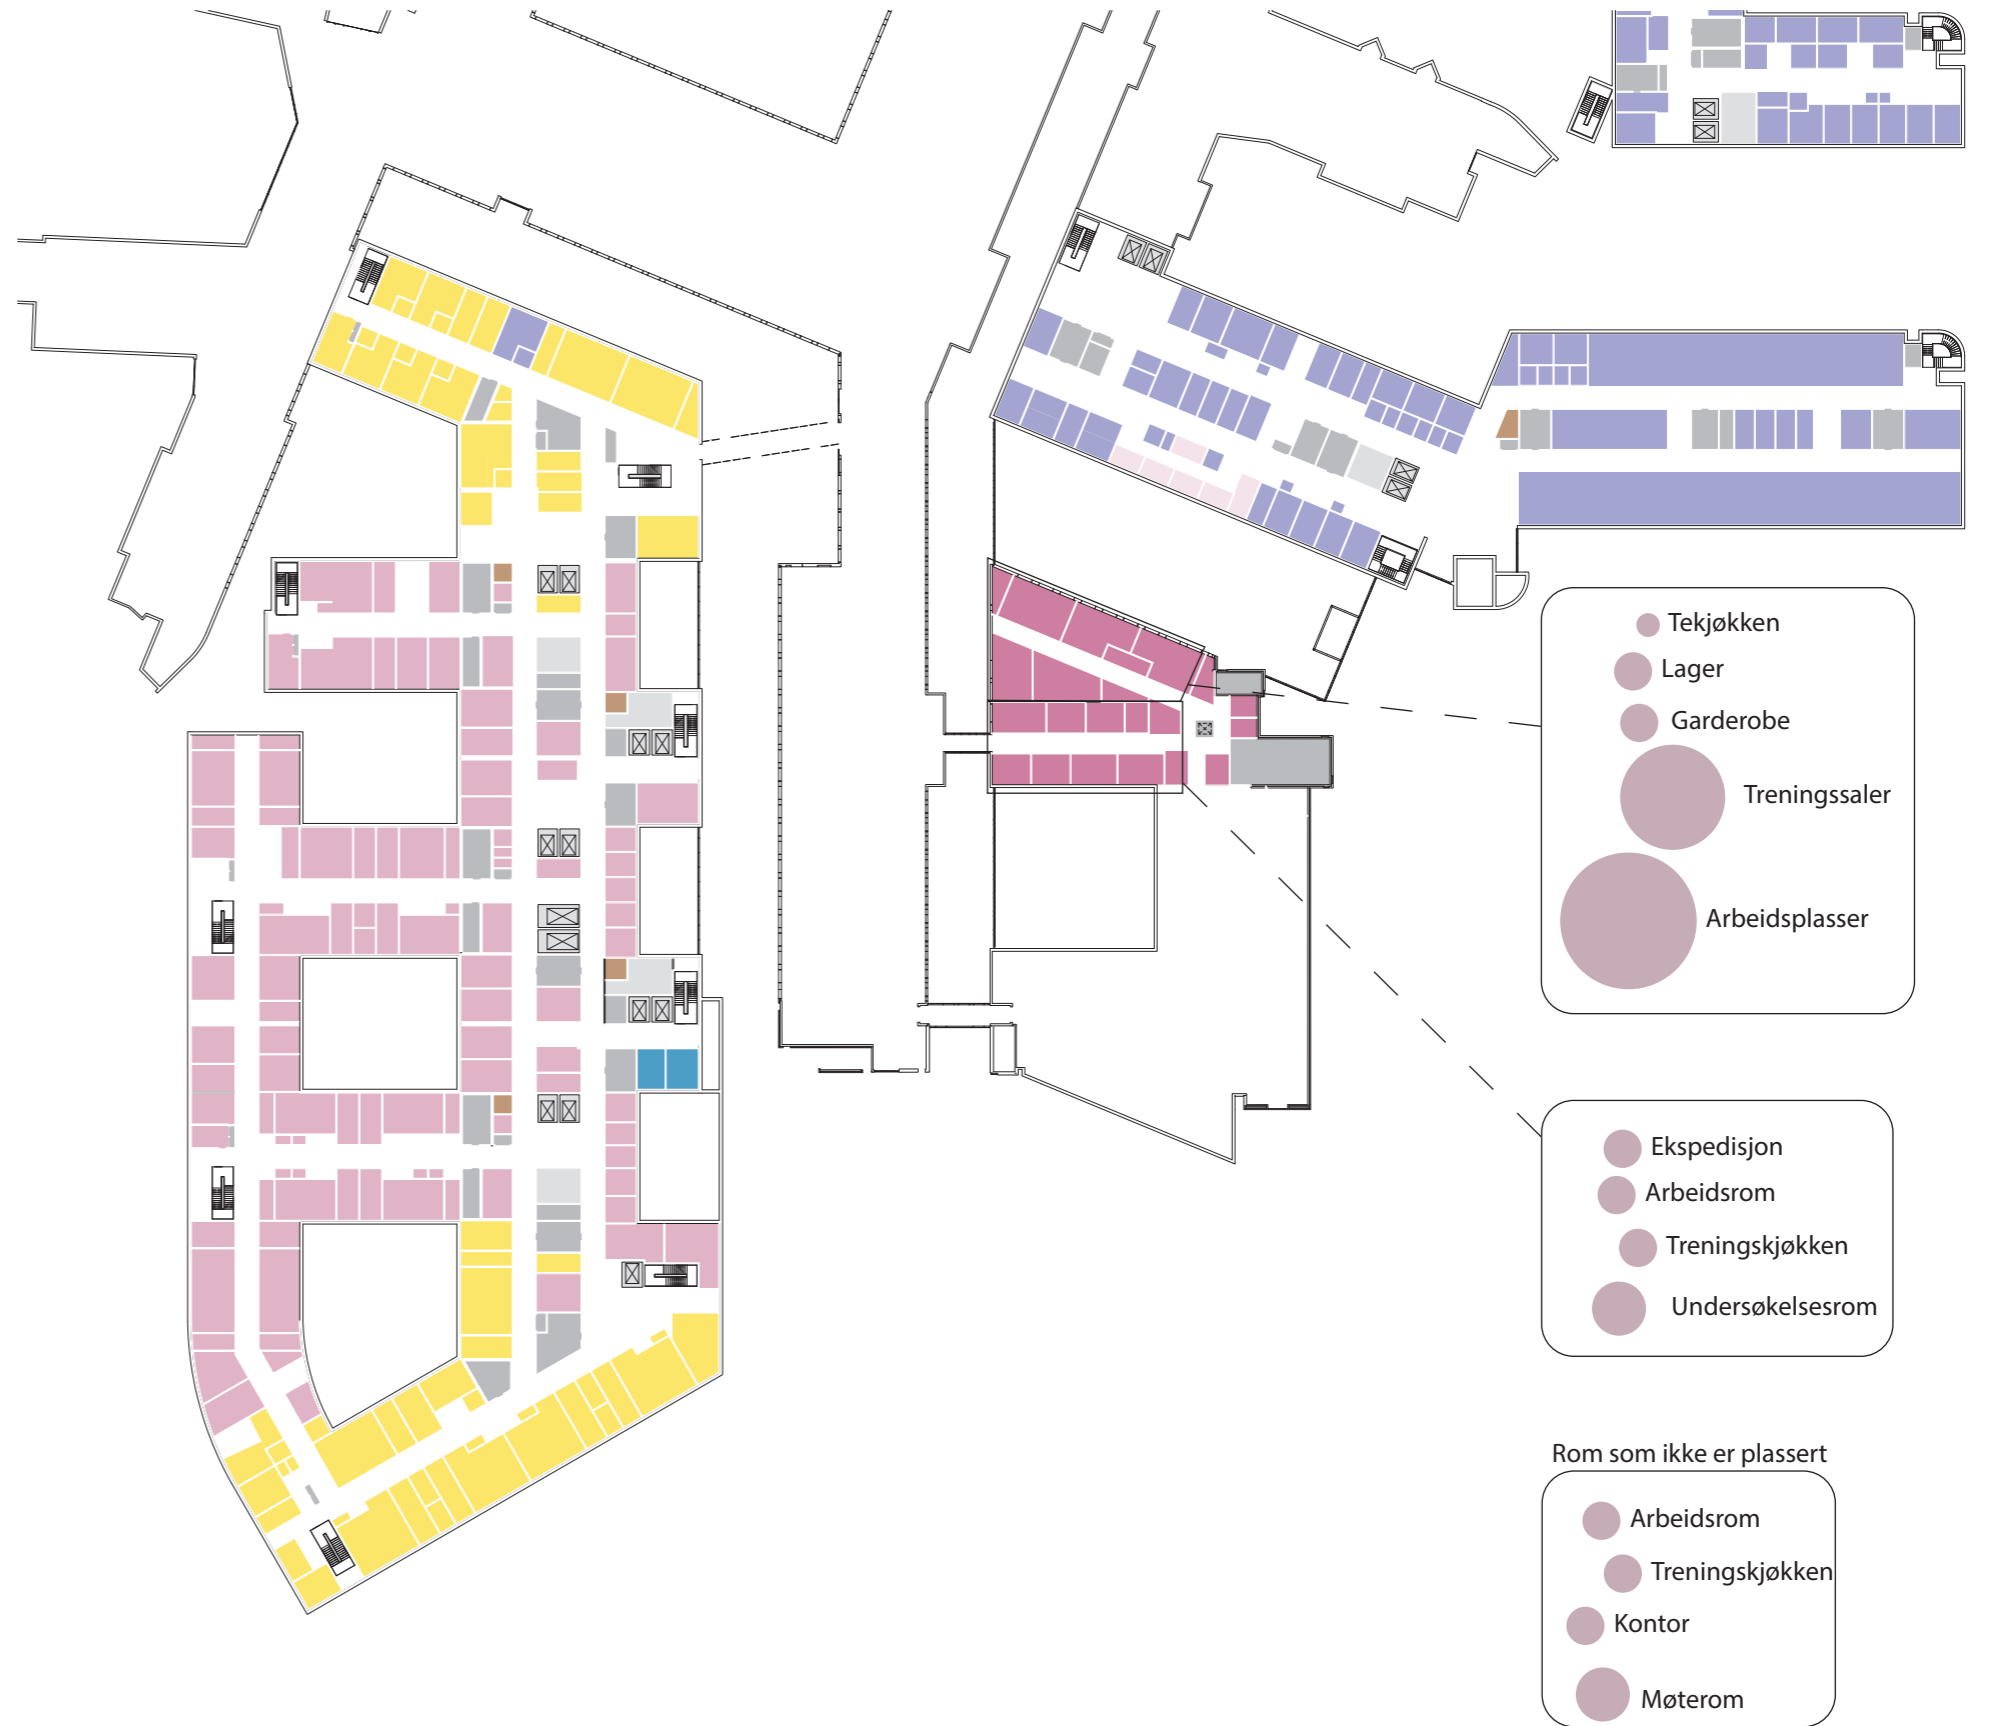 Tekjøkken
Lager
Garderobe
Treningssaler
Arbeidsplasser
Ekspedisjon
Arbeidsrom
Treningskjøkken
Undersøkelsesrom
Rom som ikke er plassert
Arbeidsrom
Treningskjøkken
Kontor
Møterom